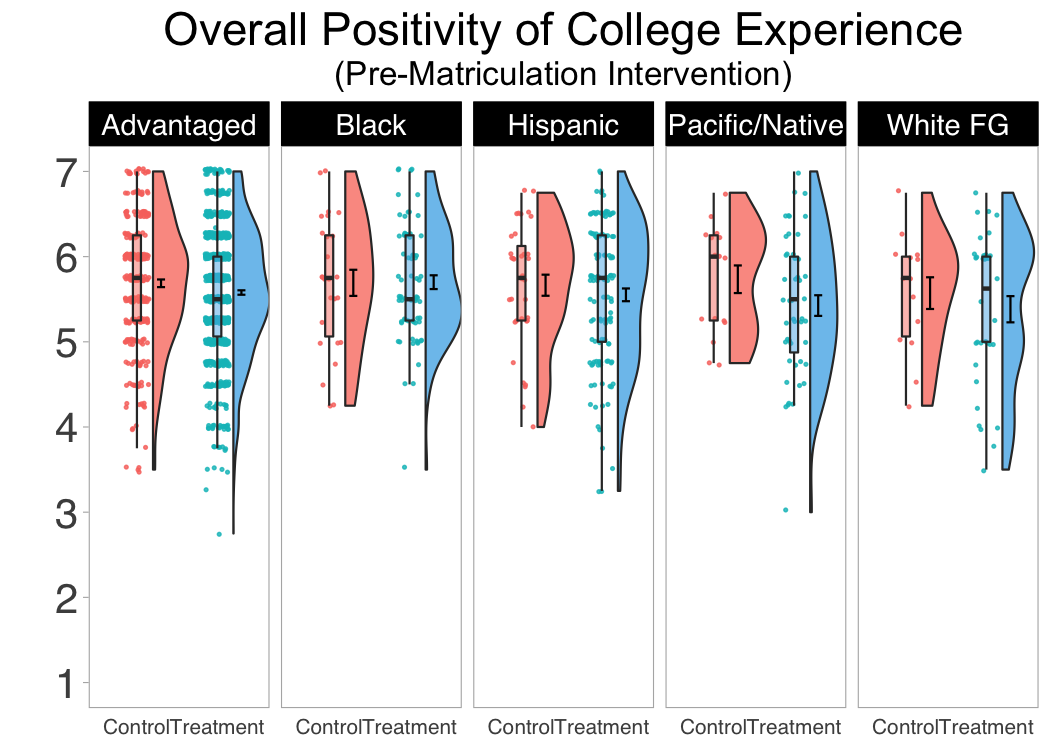 Overall Positivity of College Experience
(Pre-Matriculation Intervention)
Advantaged Black Hispanic Pacific/Native White FG
7
6
5
4
3
2
1
ControlTreatment ControlTreatment ControlTreatment ControlTreatment ControlTreatment